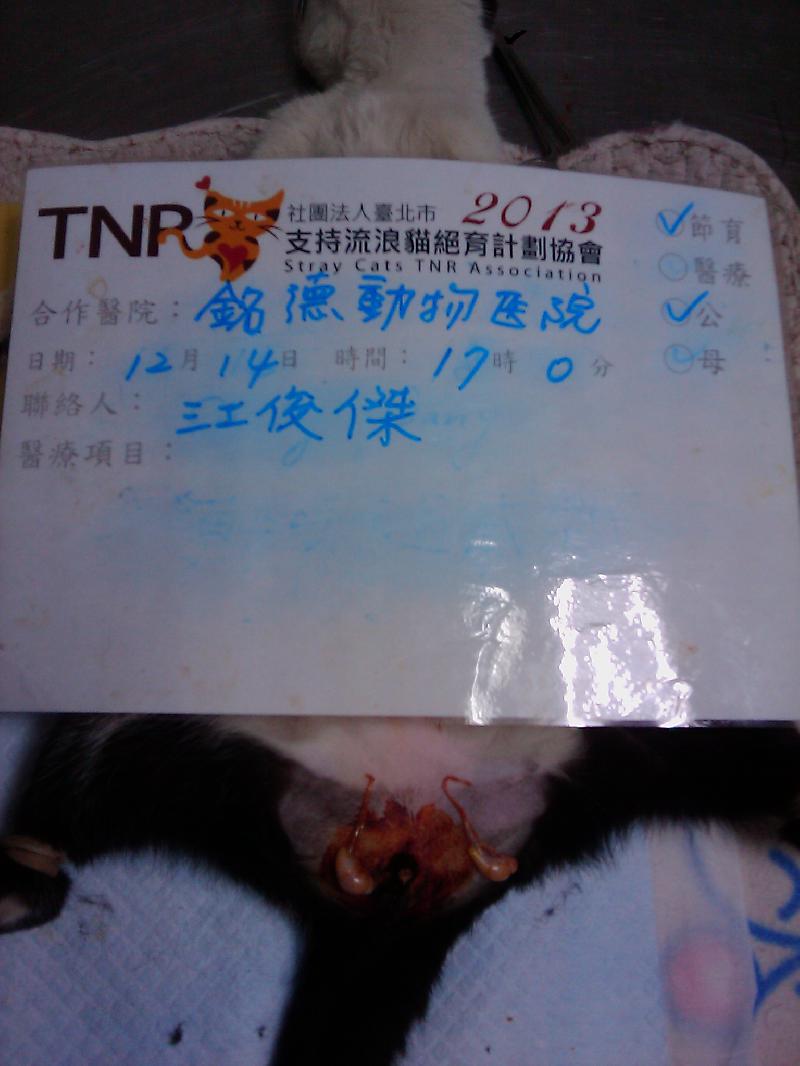 TNR
社團法人臺北市 2013
支持流浪貓絕育計劃協會
Stray Cats TNR Association
節育
醫療
公
母
合作醫院：銘德動物医院
日期：12月14日 時間：17時0分
聯絡人：江俊傑
醫療項目：